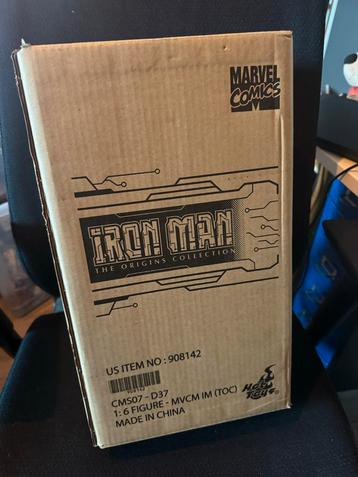 MARVEL
COMICS
IRON MAN
THE ORIGINS COLLECTION
US ITEM NO : 908142
908142
CMS07 - D37
1: 6 FIGURE - MVCM IM (TOC)
MADE IN CHINA
Hot
Toys